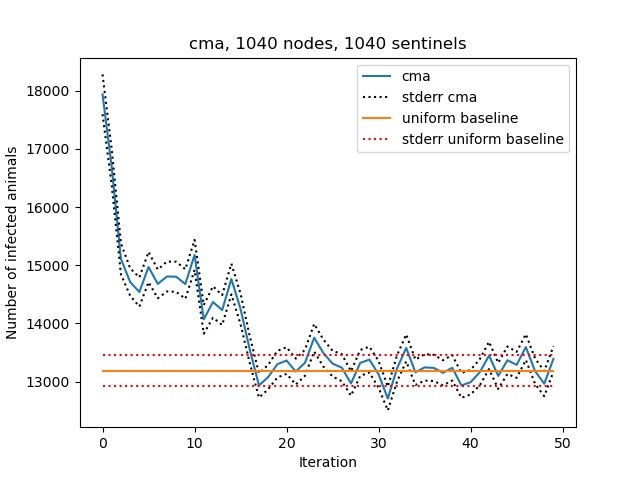 cma, 1040 nodes, 1040 sentinels
cma
stderr cma
uniform baseline
stderr uniform baseline
Number of infected animals
18000
17000
16000
15000
14000
13000
0 10 20 30 40 50
Iteration